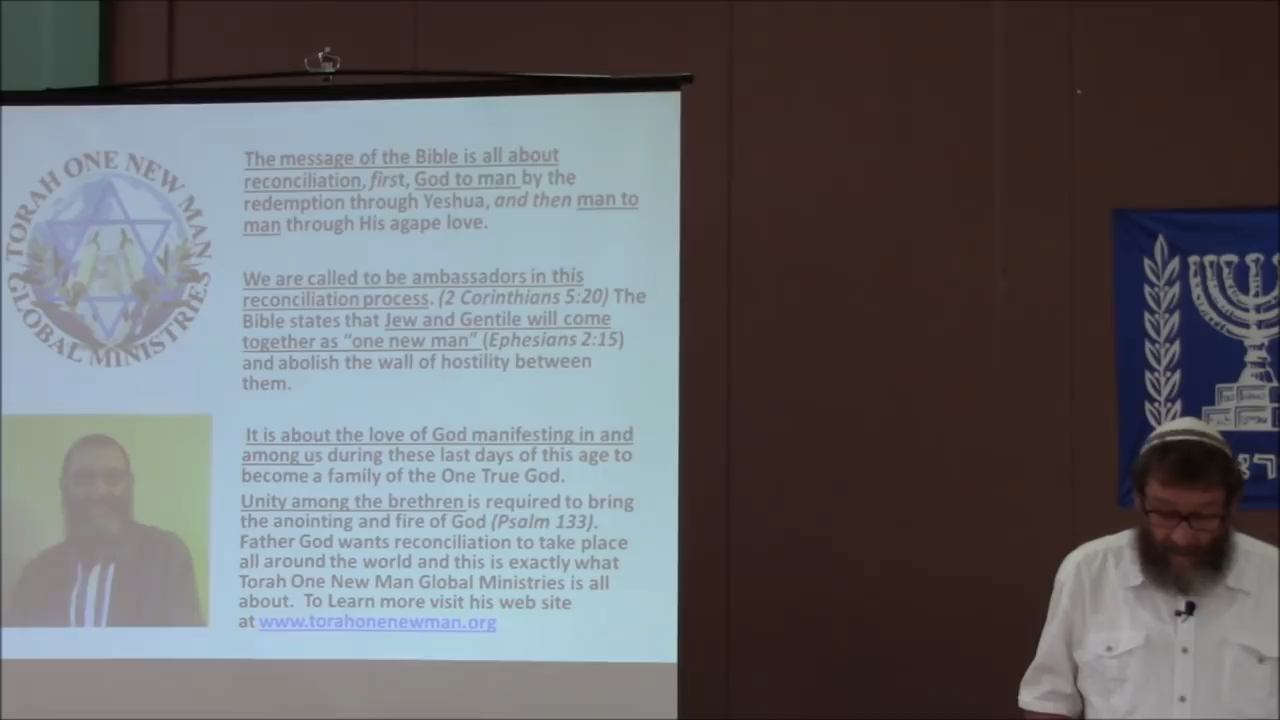 TORAH ONE NEW MAN
GLOBAL MINISTRIES
The message of the Bible is all about
reconciliation, first, God to man by the
redemption through Yeshua, and then man to
man through His agape love.
We are called to be ambassadors in this
reconciliation process. (2 Corinthians 5:20) The
Bible states that Jew and Gentile will come
together as “one new man” (Ephesians 2:15)
and abolish the wall of hostility between
them.
It is about the love of God manifesting in and
among us during these last days of this age to
become a family of the One True God.
Unity among the brethren is required to bring
the anointing and fire of God (Psalm 133).
Father God wants reconciliation to take place
all around the world and this is exactly what
Torah One New Man Global Ministries is all
about. To Learn more visit his web site
at www.torahonenewman.org